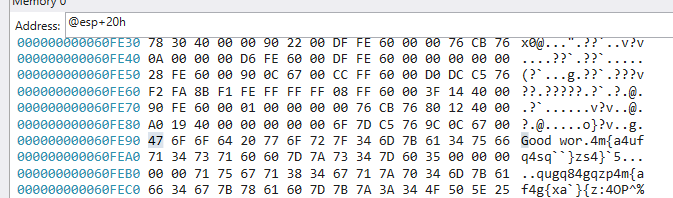 Memory 0
Address: @esp+20h
000000000060FE30 78 30 40 00 00 90 22 00 DF FE 60 00 00 76 CB 76 x0@...".??`..v?v
000000000060FE40 0A 00 00 00 D6 FE 60 00 DF FE 60 00 00 00 00 00 ....??`.??`.....
000000000060FE50 28 FE 60 00 90 0C 67 00 CC FF 60 00 D0 DC C5 76 (?`...g.??`.???v
000000000060FE60 F2 FA 8B F1 FE FF FF FF 08 FF 60 00 3F 14 40 00 ??.?????.?`.?.@.
000000000060FE70 90 FE 60 00 01 00 00 00 00 76 CB 76 80 12 40 00 .?`......v?v..@.
000000000060FE80 A0 19 40 00 00 00 00 00 6F 7D C5 76 9C 0C 67 00 ?.@.....o}?v..g.
000000000060FE90 47 6F 6F 64 20 77 6F 72 7F 34 6D 7B 61 34 75 66 Good wor.4m{a4uf
000000000060FEA0 71 34 73 71 60 60 7D 7A 73 34 7D 60 35 00 00 00 q4sq``}zs4}`5...
000000000060FEB0 00 00 71 75 67 71 38 34 67 71 7A 70 34 6D 7B 61 ..qugq84gqzp4m{a
000000000060FEC0 66 34 67 7B 78 61 60 7D 7B 7A 3A 34 4F 50 5E 25 f4g{xa`}{z:4OP^%